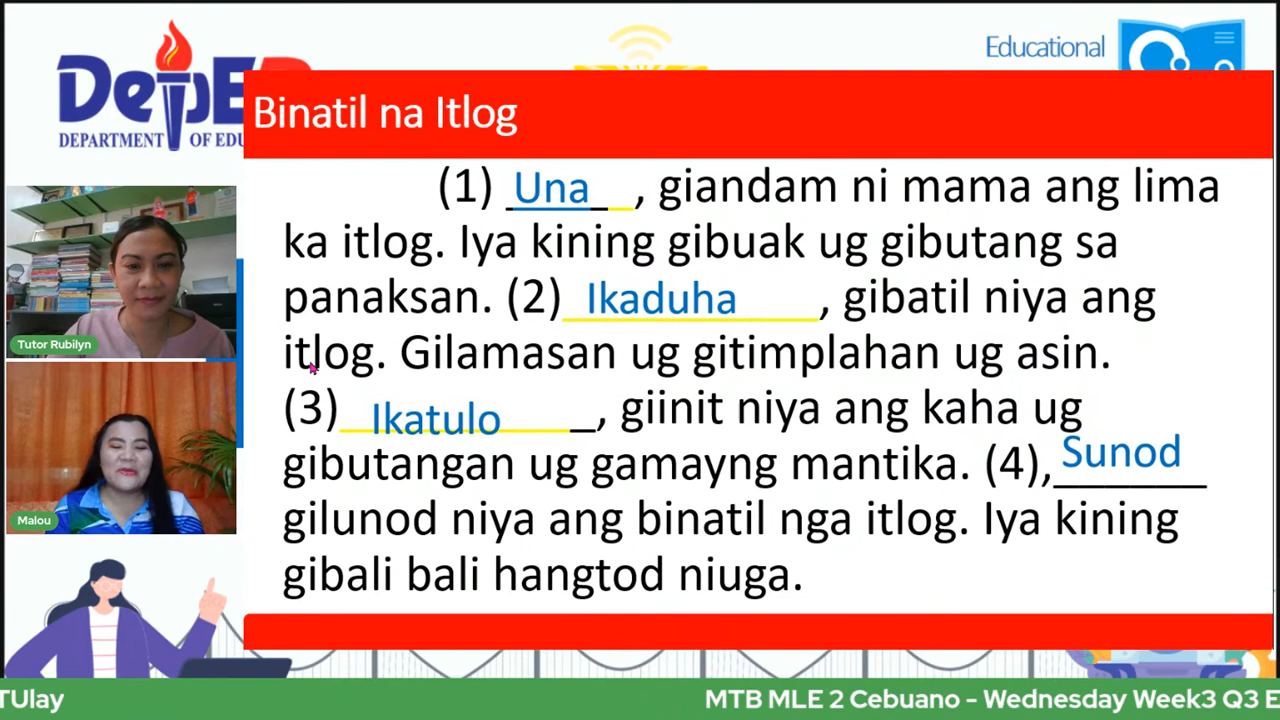 DepED
DEPARTMENT OF EDU
Educational
Binatil na Itlog
(1) Una, giandam ni mama ang lima
ka itlog. Iya kining gibuak ug gibutang sa
panaksan. (2) Ikaduha, gibatil niya ang
itlog. Gilamasan ug gitimplahan ug asin.
(3) Ikatulo, giinit niya ang kaha ug
gibutangan ug gamayng mantika. (4), Sunod
gilunod niya ang binatil nga itlog. Iya kining
gibali bali hangtod niuga.
Tutor Rubilyn
Malou
TUlay
MTB MLE 2 Cebuano - Wednesday Week3 Q3 E